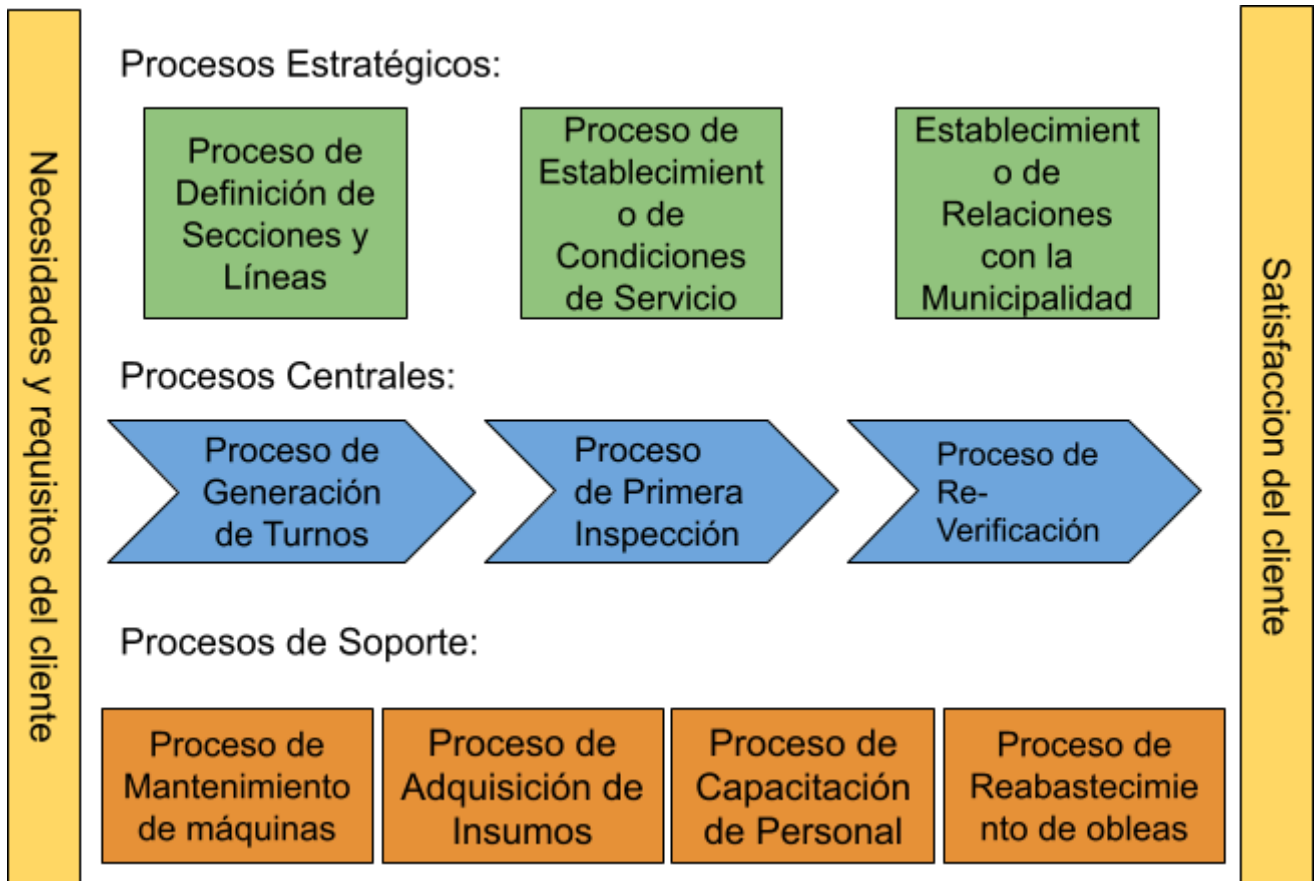 Necesidades y requisitos del cliente
Procesos Estratégicos:
Proceso de
Definición de
Secciones y
Líneas
Proceso de
Establecimient
o de
Condiciones
de Servicio
Establecimient
o de
Relaciones
con la
Municipalidad
Procesos Centrales:
Proceso de
Generación
de Turnos
Proceso
de Primera
Inspección
Proceso de
Re-
Verificación
Procesos de Soporte:
Proceso de
Mantenimiento
de máquinas
Proceso de
Adquisición de
Insumos
Proceso de
Capacitación
de Personal
Proceso de
Reabastecimie
nto de obleas
Satisfaccion del cliente